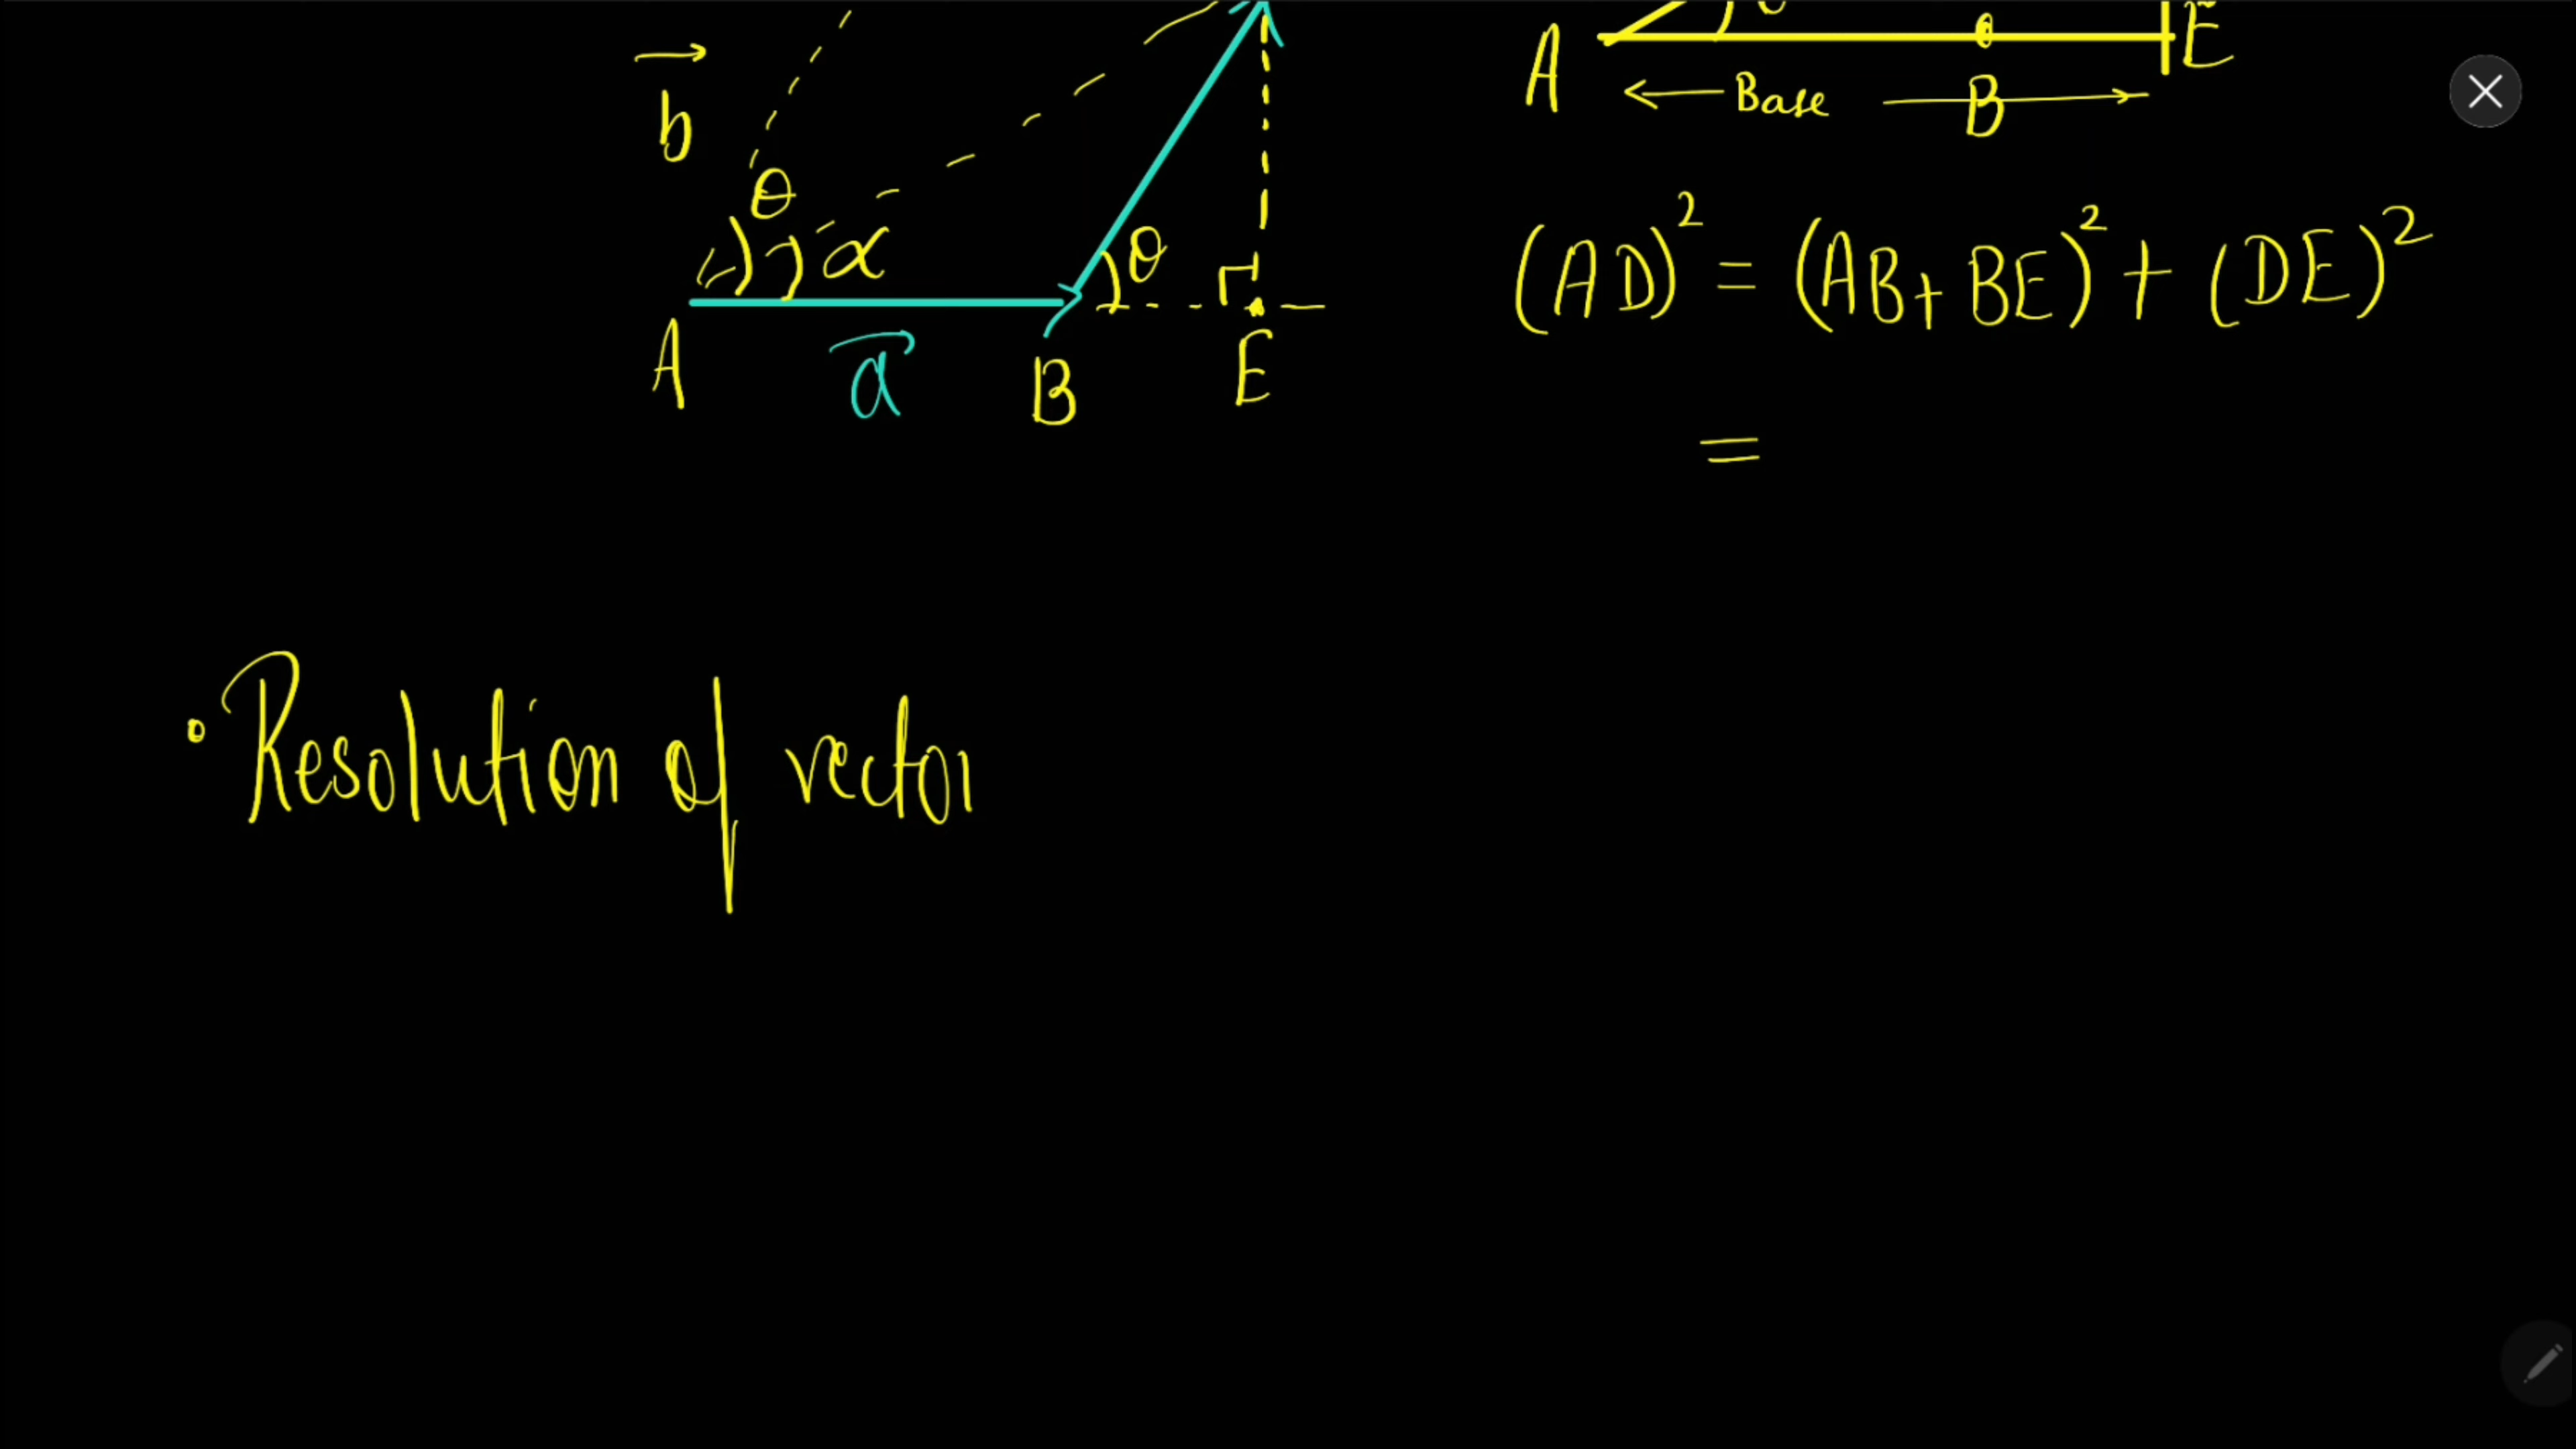 b
θ
α
θ
A
a
B
E
A
E
← Base → B
(AD)² = (AB + BE)² + (DE)²
=
• Resolution of vector